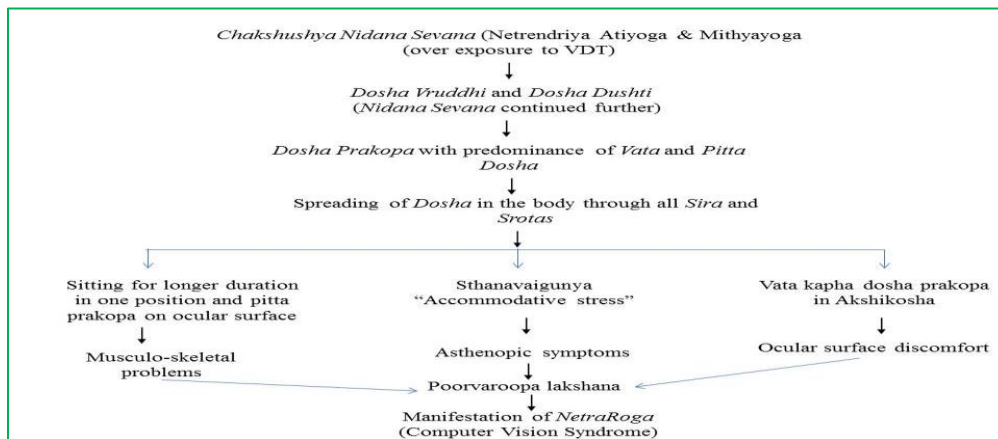 Chakshushya Nidana Sevana (Netrendriya Atiyoga & Mithyayoga
(over exposure to VDT)
Dosha Vruddhi and Dosha Dushti
(Nidana Sevana continued further)
Dosha Prakopa with predominance of Vata and Pitta
Dosha
Spreading of Dosha in the body through all Sira and
Srotas
Sitting for longer duration
in one position and pitta
prakopa on ocular surface
Musculo-skeletal
problems
Sthanavaigunya
“Accommodative stress”
Asthenopic symptoms
Vata kapha dosha prakopa
in Akshikosha
Ocular surface discomfort
Poorvaroopa lakshana
Manifestation of NetraRoga
(Computer Vision Syndrome)